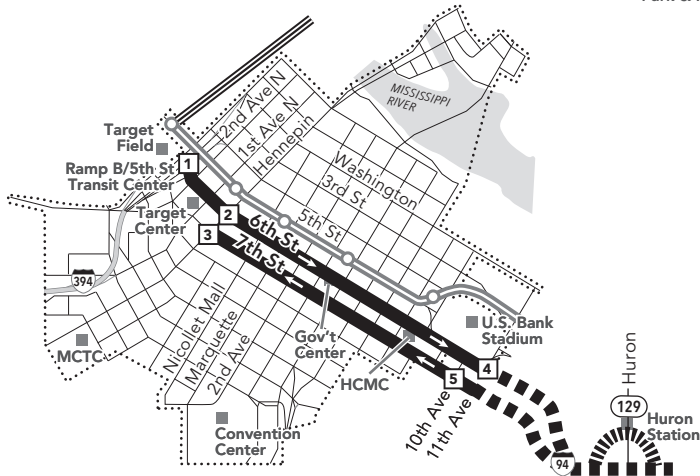 2nd Ave N
1st Ave N
Hennepin
MISSISSIPPI
RIVER
Target
Field
Ramp B/5th St
Transit Center
1
Washington
3rd St
Target
Center
2
3
5th St
6th St
7th St
394
Nicollet Mall
Marquette
2nd Ave
MCTC
Gov't
Center
U.S. Bank
Stadium
HCMC
4
5
10th Ave
11th Ave
Convention
Center
Huron
129
Huron
Station
94